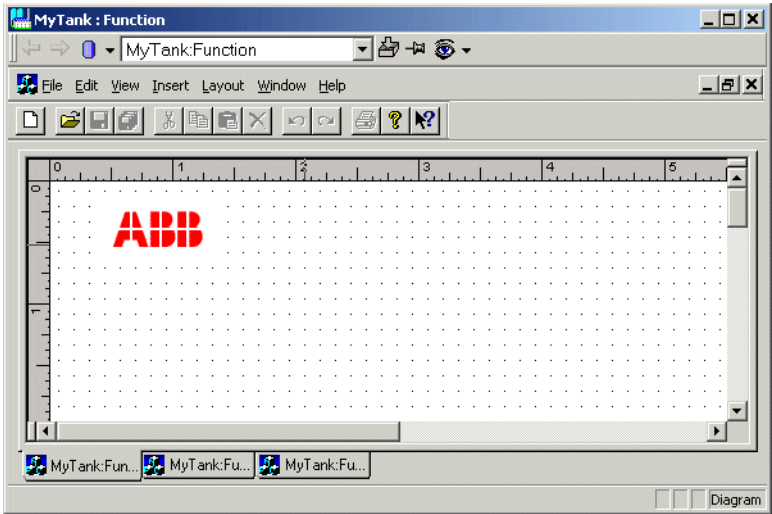 MyTank : Function
MyTank:Function
File Edit View Insert Layout Window Help
0 1 2 3 4 5
0
ABB
1
MyTank:Fun... MyTank:Fu... MyTank:Fu...
Diagram